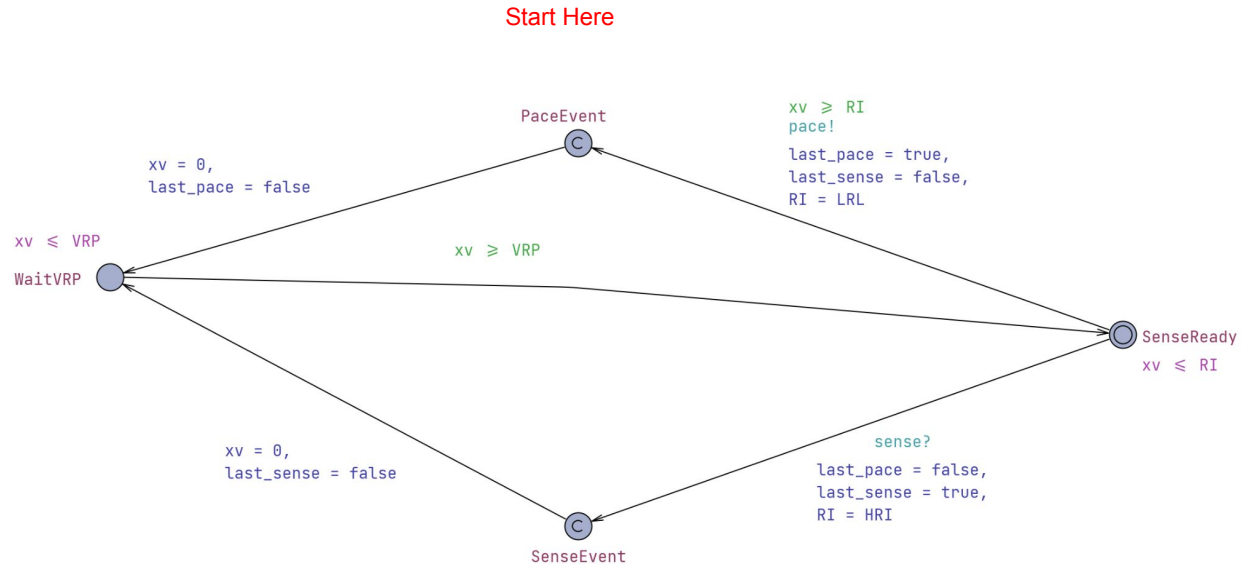 Start Here
PaceEvent
C
xv ⩾ RI
pace!
last_pace = true,
last_sense = false,
RI = LRL
xv = 0,
last_pace = false
xv ⩽ VRP
WaitVRP
xv ⩾ VRP
SenseReady
xv ⩽ RI
sense?
last_pace = false,
last_sense = true,
RI = HRI
xv = 0,
last_sense = false
C
SenseEvent